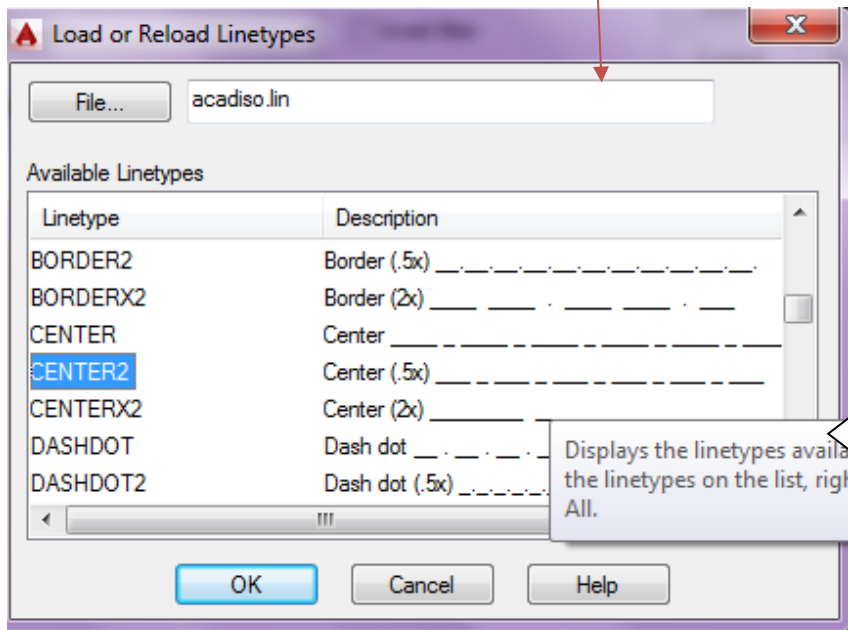 Load or Reload Linetypes
File... acadiso.lin
Available Linetypes
Linetype Description
BORDER2 Border (.5x) __.__.__.__.__.__.__.__.__.__.
BORDERX2 Border (2x) ____ ____ . ____ ____ . ___
CENTER Center ____ _ ____ _ ____ _ ____ _ ____ _ ____
CENTER2 Center (.5x) ___ _ ___ _ ___ _ ___ _ ___ _ ___
CENTERX2 Center (2x) ________ __
DASHDOT Dash dot __ . __ . __ . _
DASHDOT2 Dash dot (.5x) _._._._.
Displays the linetypes availa
the linetypes on the list, righ
All.
OK Cancel Help